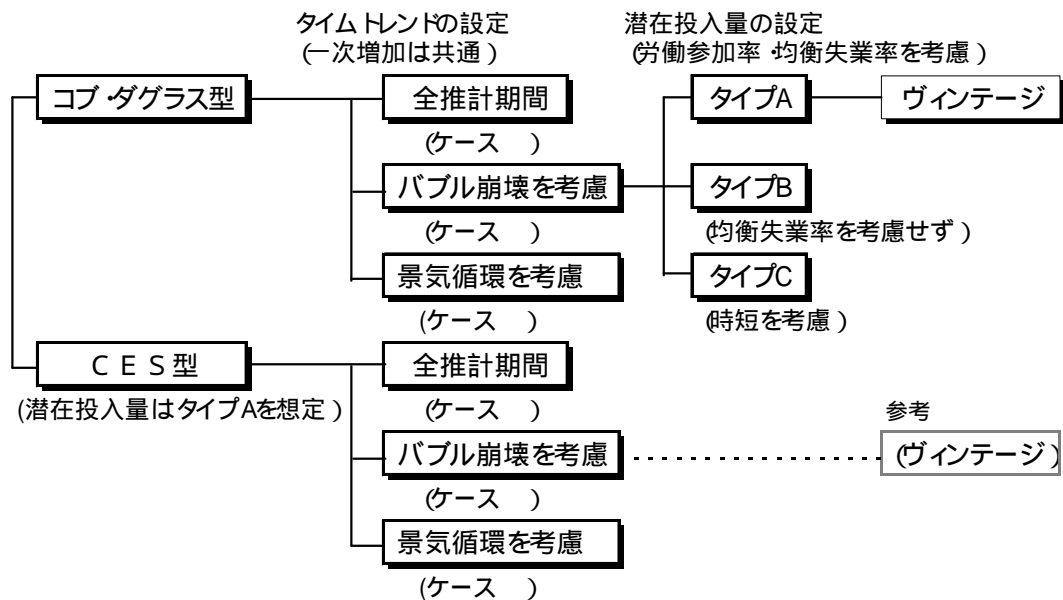 タイムトレンドの設定
(一次増加は共通)
潜在投入量の設定
(労働参加率・均衡失業率を考慮)
コブ・ダグラス型
全推計期間
タイプA
ヴィンテージ
(ケース　)
バブル崩壊を考慮
タイプB
(ケース　)
(均衡失業率を考慮せず)
景気循環を考慮
タイプC
(ケース　)
(時短を考慮)
CES型
全推計期間
(潜在投入量はタイプAを想定)
(ケース　)
参考
バブル崩壊を考慮
(ヴィンテージ)
(ケース　)
景気循環を考慮
(ケース　)